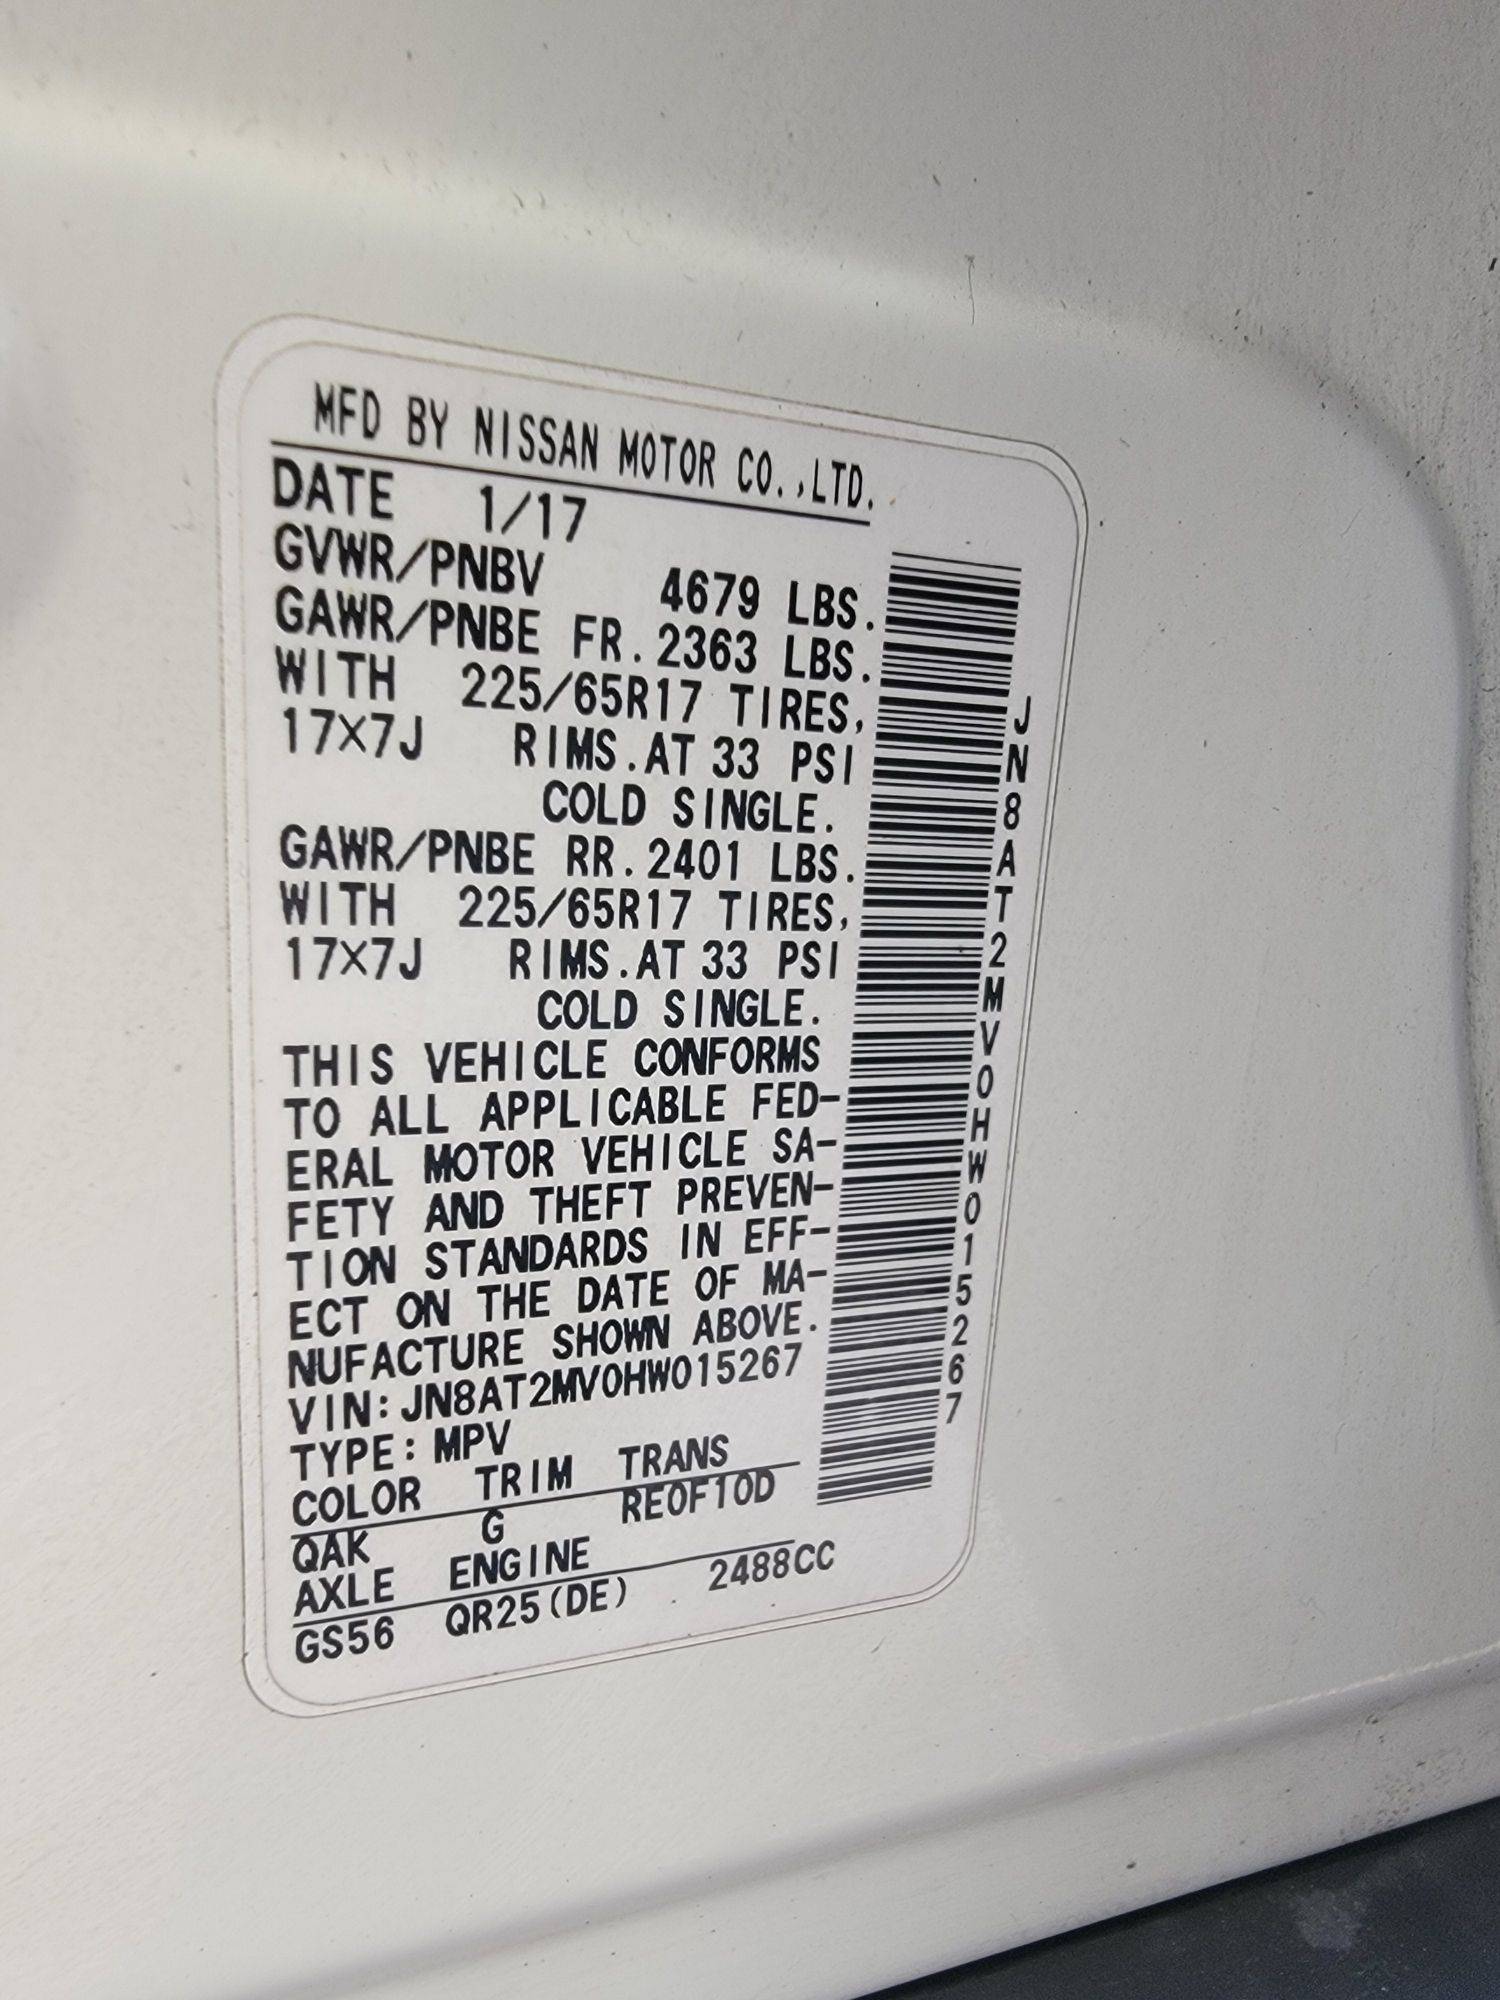 MFD BY NISSAN MOTOR CO.,LTD.
DATE 1/17
GVWR/PNBV 4679 LBS.
GAWR/PNBE FR.2363 LBS.
WITH 225/65R17 TIRES,
17X7J RIMS.AT 33 PSI
COLD SINGLE.
GAWR/PNBE RR.2401 LBS.
WITH 225/65R17 TIRES,
17X7J RIMS.AT 33 PSI
COLD SINGLE.
THIS VEHICLE CONFORMS
TO ALL APPLICABLE FED-
ERAL MOTOR VEHICLE SA-
FETY AND THEFT PREVEN-
TION STANDARDS IN EFF-
ECT ON THE DATE OF MA-
NUFACTURE SHOWN ABOVE.
VIN:JN8AT2MV0HW015267
TYPE:MPV
COLOR TRIM TRANS
QAK G RE0F10D
AXLE ENGINE
GS56 QR25(DE) 2488CC
JN8AT2MV0HW015267